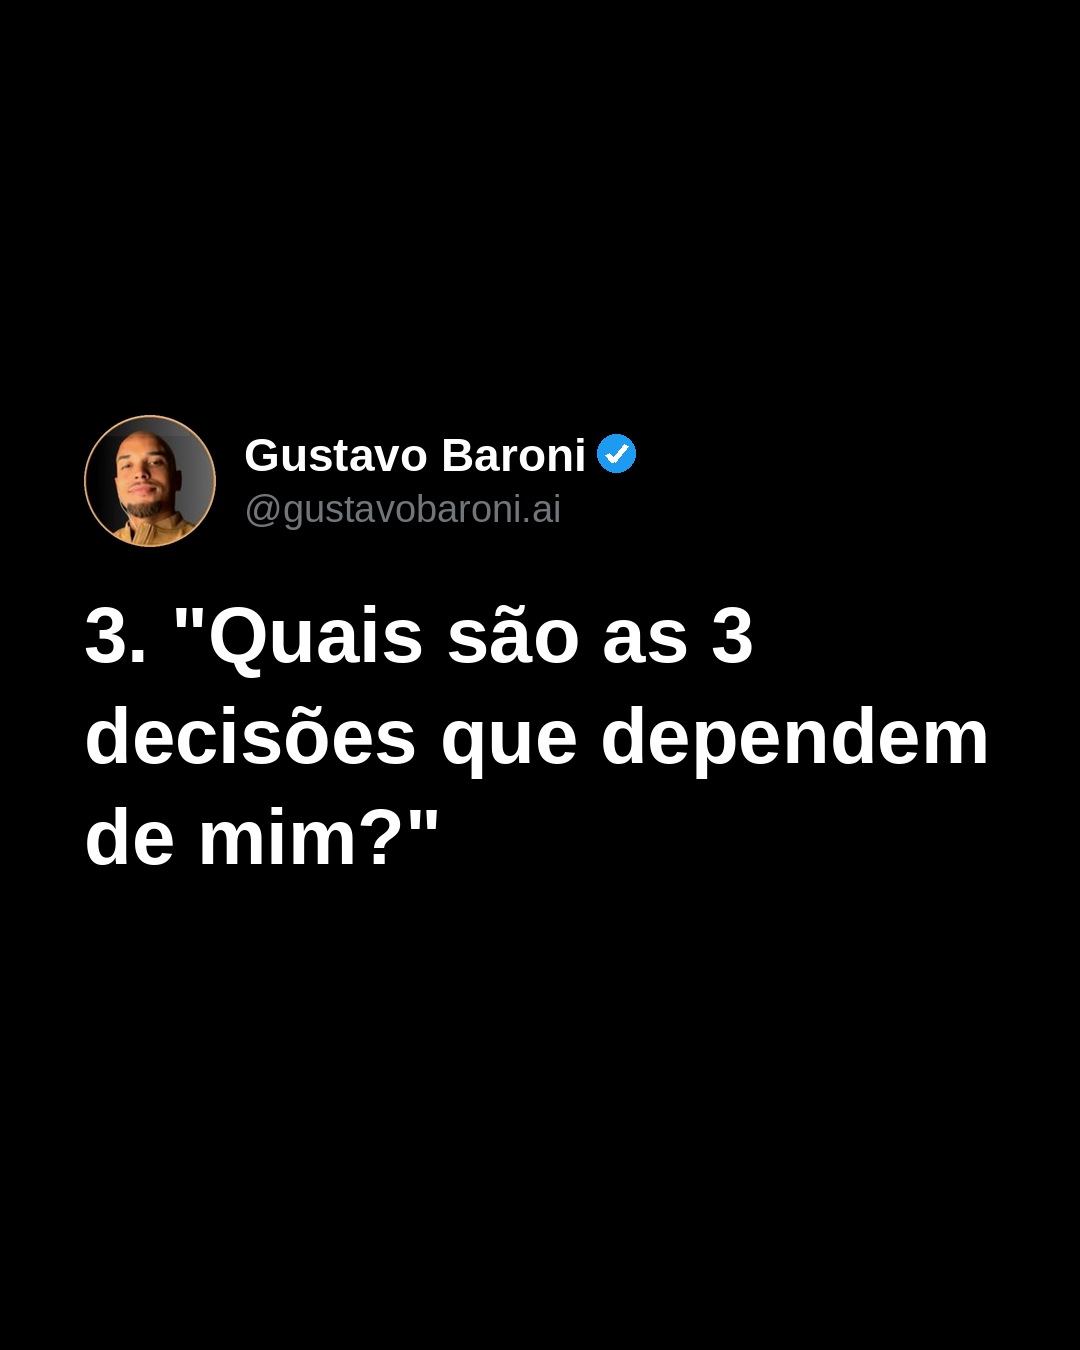 Gustavo Baroni
@gustavobaroni.ai
3. "Quais são as 3
decisões que dependem
de mim?"